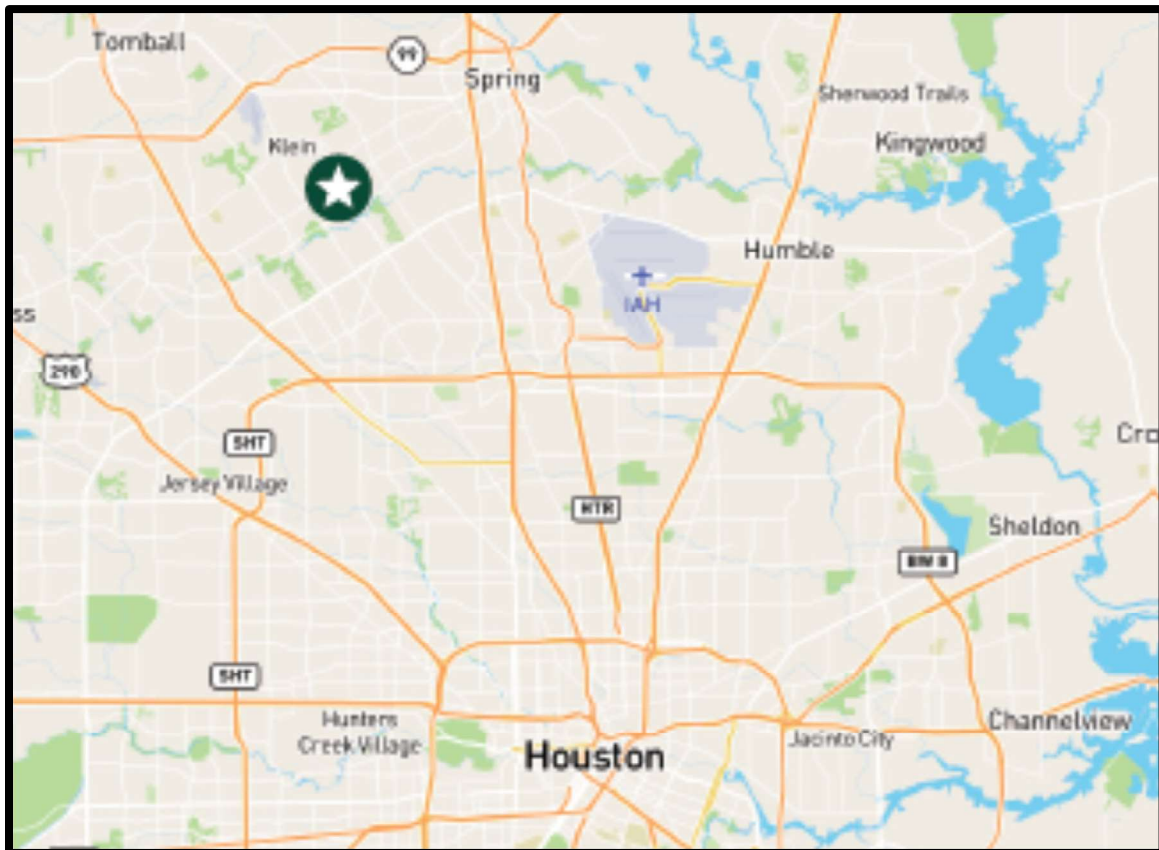 Tomball
99
Spring
Sherwood Trails
Klein
Kingwood
Humble
IAH
ss
290
SHT
Cro
Jersey Village
HTR
Sheldon
BW 8
SHT
Hunters
Creek Village
Channelview
Jacinto City
Houston